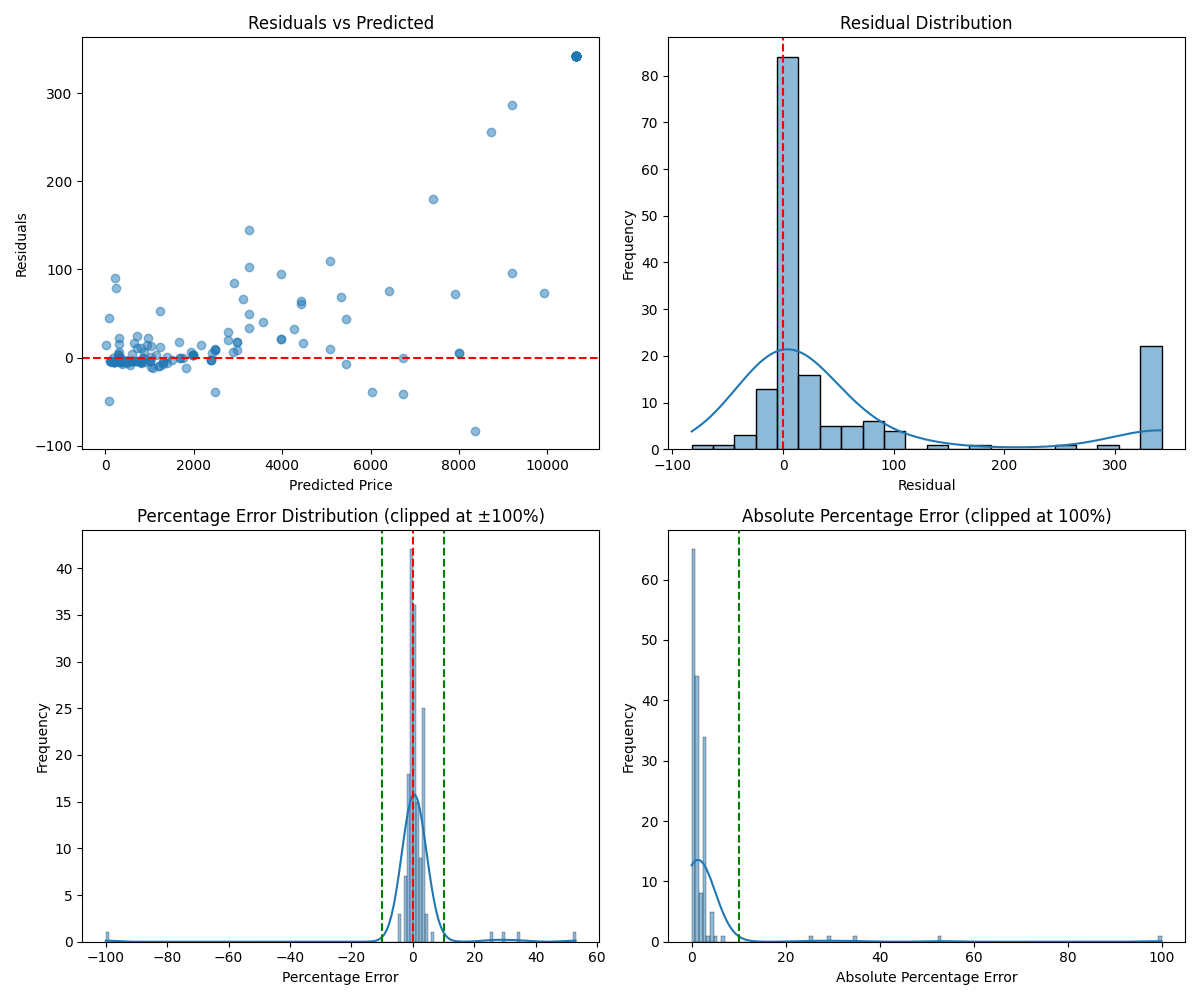 Residuals vs Predicted
300
200
100
0
−100
Residuals
0 2000 4000 6000 8000 10000
Predicted Price
Residual Distribution
80
70
60
50
40
30
20
10
0
Frequency
−100 0 100 200 300
Residual
Percentage Error Distribution (clipped at ±100%)
40
35
30
25
20
15
10
5
0
Frequency
−100 −80 −60 −40 −20 0 20 40 60
Percentage Error
Absolute Percentage Error (clipped at 100%)
60
50
40
30
20
10
0
Frequency
0 20 40 60 80 100
Absolute Percentage Error